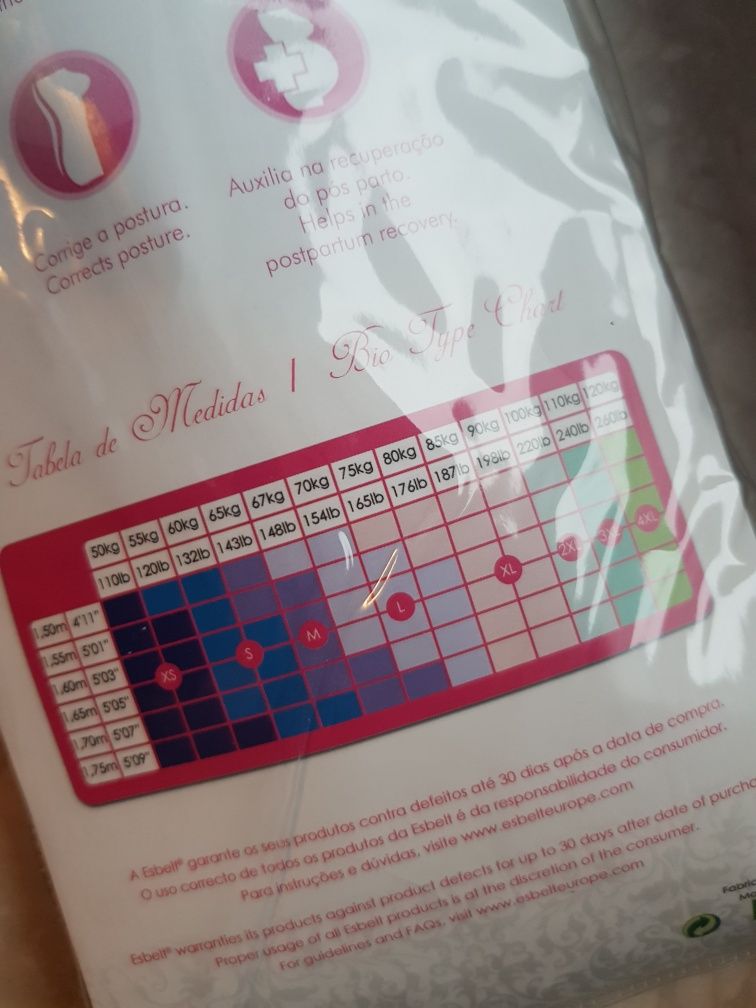 Corrige a postura.
Corrects posture.
Auxilia na recuperação
do pós parto.
Helps in the
postpartum recovery.
Tabela de Medidas | Bio Type Chart
50kg 55kg 60kg 65kg 67kg 70kg 75kg 80kg 85kg 90kg 100kg 110kg 120kg
110lb 120lb 132lb 143lb 148lb 154lb 165lb 176lb 187lb 198lb 220lb 240lb 260lb
1,50m 4'11"
1,55m 5'01"
1,60m 5'03"
1,65m 5'05"
1,70m 5'07"
1,75m 5'09"
XS S M L XL 2XL 3XL 4XL
A Esbelt® garante os seus produtos contra defeitos até 30 dias após a data de compra.
O uso correcto de todos os produtos da Esbelt é da responsabilidade do consumidor.
Para instruções e dúvidas, visite www.esbelteurope.com
Esbelt® warranties its products against product defects for up to 30 days after date of purcha
Proper usage of all Esbelt products is at the discretion of the consumer.
For guidelines and FAQs, visit www.esbelteurope.com
Fabric